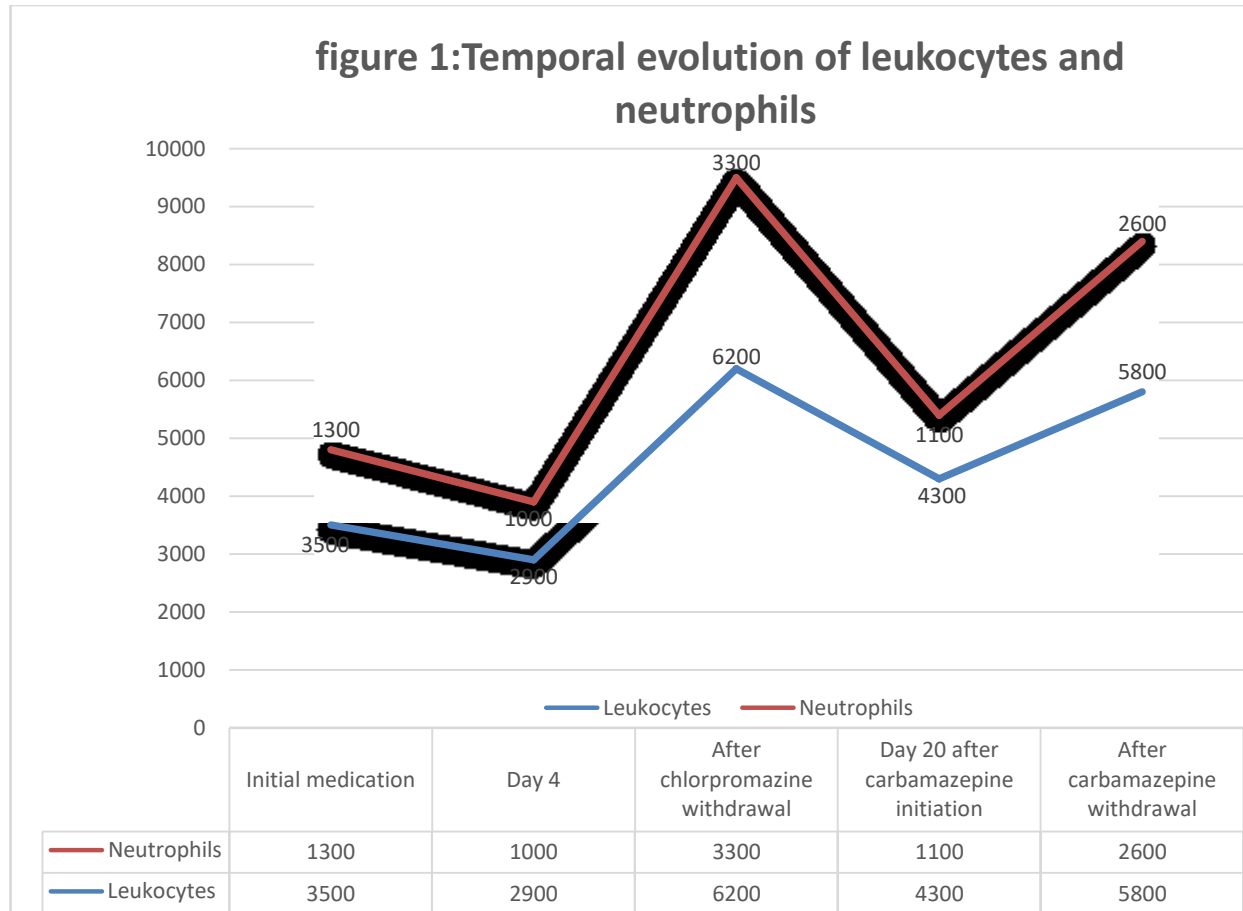 figure 1:Temporal evolution of leukocytes and
neutrophils
10000
9000
8000
7000
6000
5000
4000
3000
2000
1000
0
1300
1000
3300
1100
2600
3500
2900
6200
4300
5800
Leukocytes Neutrophils
Initial medication
Day 4
After
chlorpromazine
withdrawal
Day 20 after
carbamazepine
initiation
After
carbamazepine
withdrawal
Neutrophils 1300 1000 3300 1100 2600
Leukocytes 3500 2900 6200 4300 5800